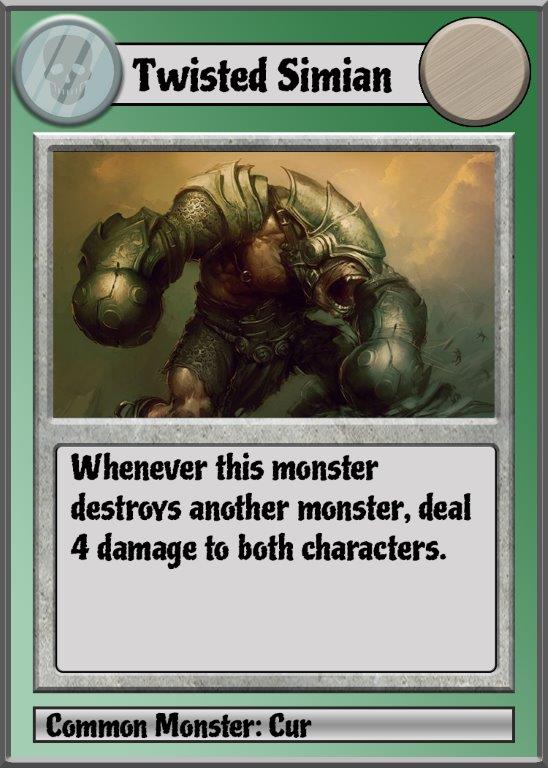 Twisted Simian
Whenever this monster
destroys another monster, deal
4 damage to both characters.
Common Monster: Cur